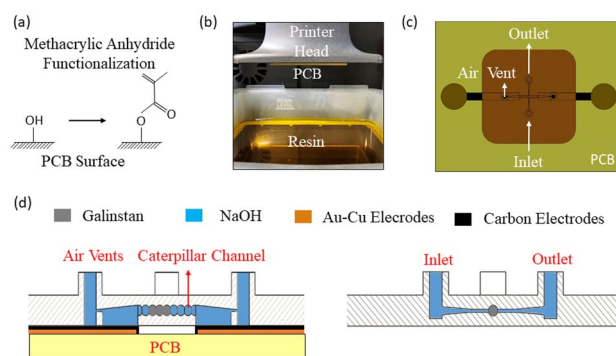 (a)
Methacrylic Anhydride
Functionalization
OH
O
O
PCB Surface
(b)
Printer
Head
PCB
Resin
(c)
Outlet
Air
Vent
Inlet
PCB
(d)
Galinstan
NaOH
Au-Cu Elecrodes
Carbon Electrodes
Air Vents
Caterpillar Channel
PCB
Inlet
Outlet